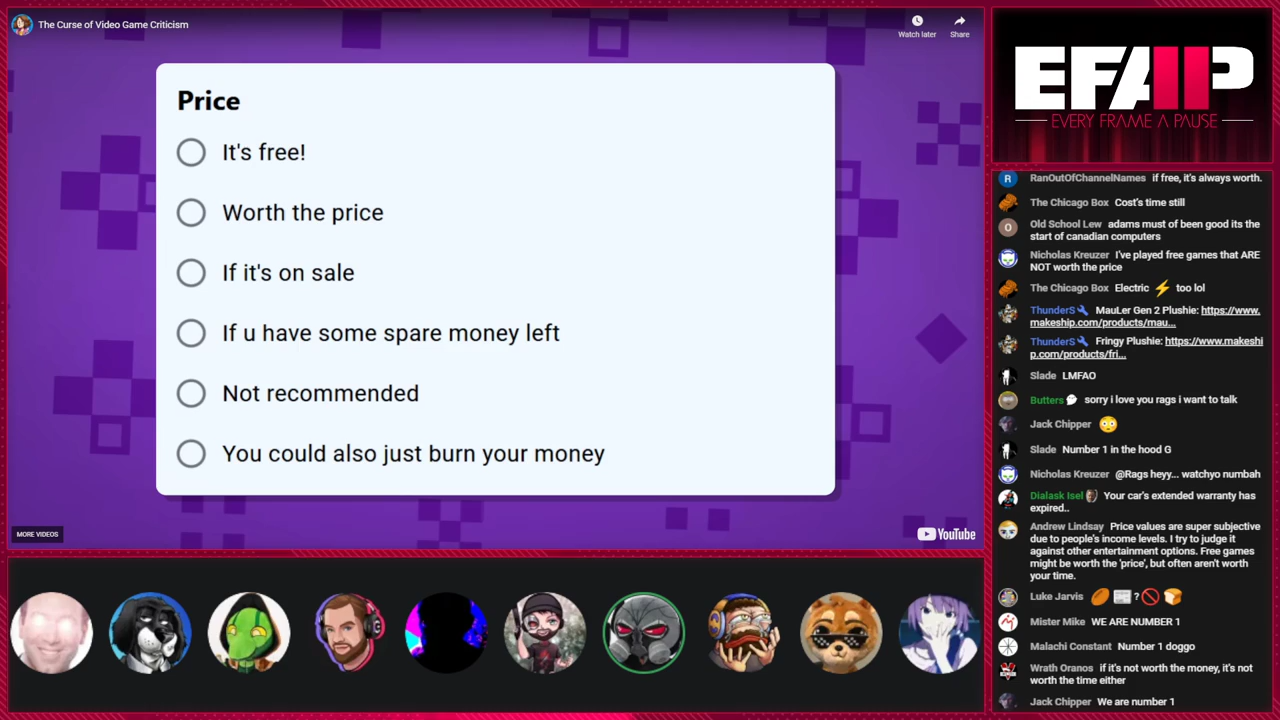 The Curse of Video Game Criticism
Watch later
Share
Price
It's free!
Worth the price
If it's on sale
If u have some spare money left
Not recommended
You could also just burn your money
MORE VIDEOS
YouTube
EFAP
EVERY FRAME A PAUSE
R
RanOutOfChannelNames if free, it's always worth.
The Chicago Box Cost's time still
O
Old School Lew adams must of been good its the
start of canadian computers
Nicholas Kreuzer I've played free games that ARE
NOT worth the price
The Chicago Box Electric ⚡ too lol
ThunderS🔧 MauLer Gen 2 Plushie: https://www.
makeship.com/products/mau...
ThunderS🔧 Fringy Plushie: https://www.makeshi
p.com/products/fri...
Slade LMFAO
Butters sorry i love you rags i want to talk
Jack Chipper 😳
Slade Number 1 in the hood G
Nicholas Kreuzer @Rags heyy... watchyo numbah
Dialask Isel Your car's extended warranty has
expired..
Andrew Lindsay Price values are super subjective
due to people's income levels. I try to judge it
against other entertainment options. Free games
might be worth the 'price', but often aren't worth
your time.
Luke Jarvis 🥔📰?🚫🍞
Mister Mike WE ARE NUMBER 1
Malachi Constant Number 1 doggo
Wrath Oranos if it's not worth the money, it's not
worth the time either
Jack Chipper We are number 1